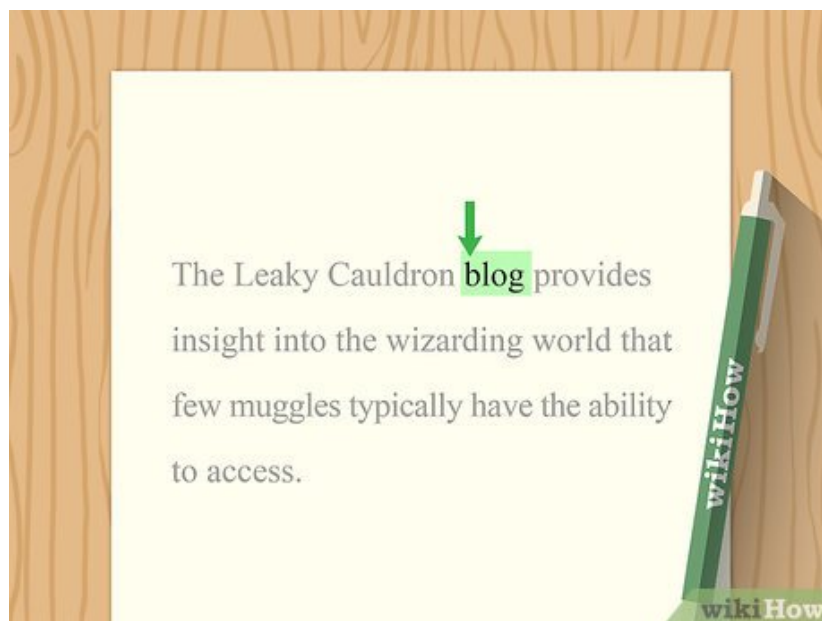 The Leaky Cauldron blog provides
insight into the wizarding world that
few muggles typically have the ability
to access.
wikiHow
wikiHow